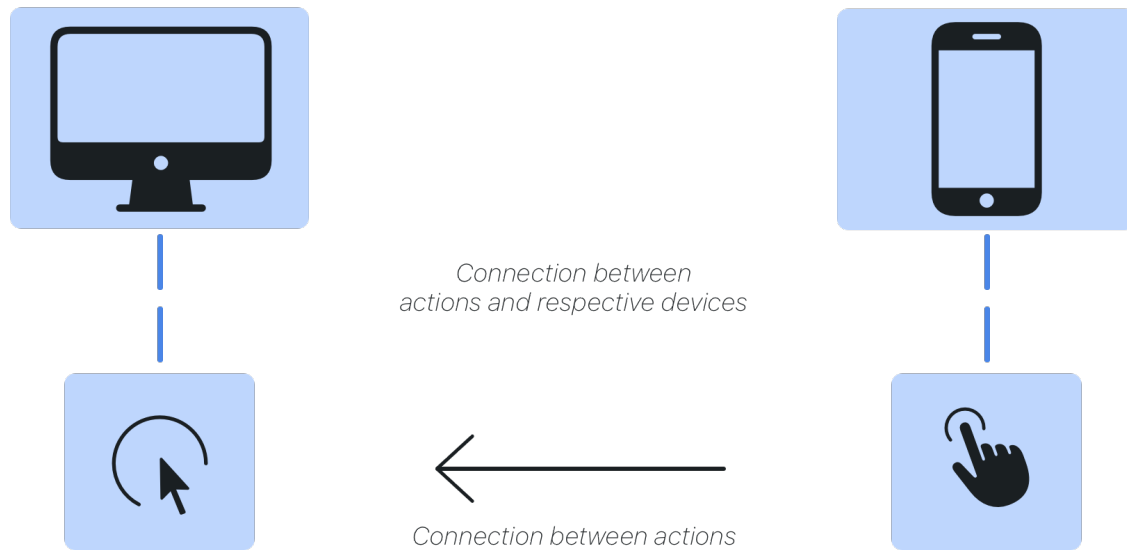 Connection between
actions and respective devices
Connection between actions